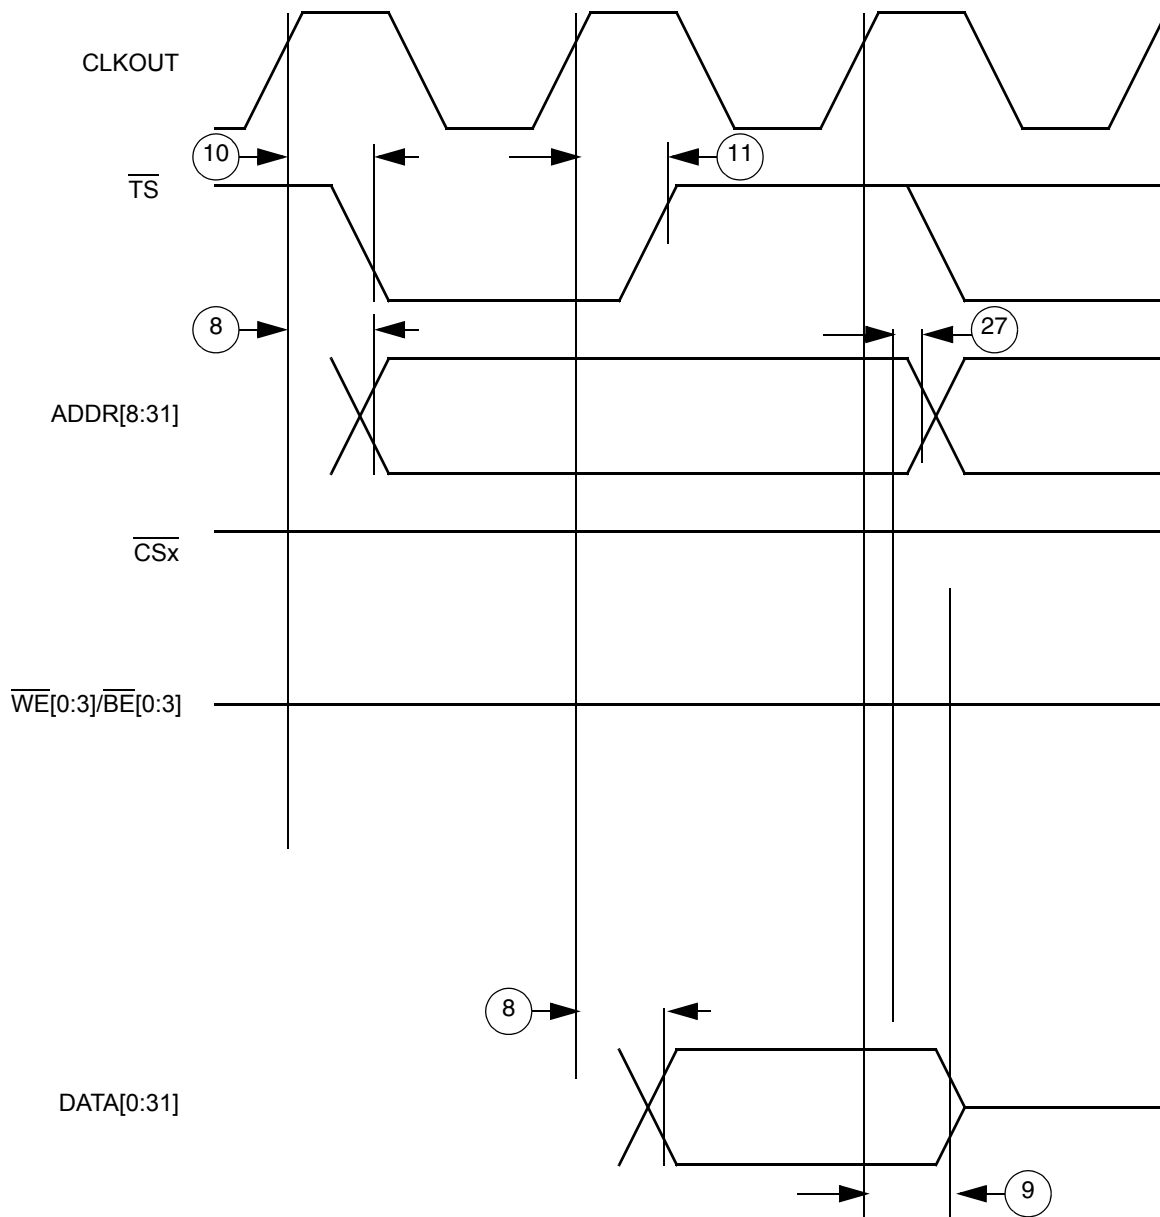 CLKOUT
10
11
TS
8
27
ADDR[8:31]
CSx
WE[0:3]/BE[0:3]
8
DATA[0:31]
9